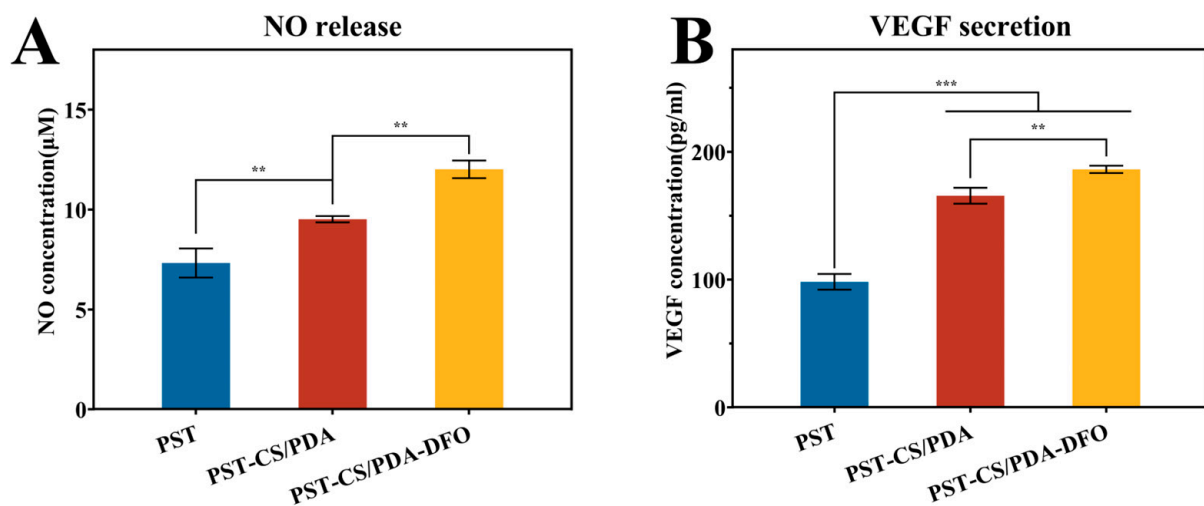 A
NO release
NO concentration(μM)
15
10
5
0
**
**
PST
PST-CS/PDA
PST-CS/PDA-DFO
B
VEGF secretion
VEGF concentration(pg/ml)
200
100
0
***
**
PST
PST-CS/PDA
PST-CS/PDA-DFO